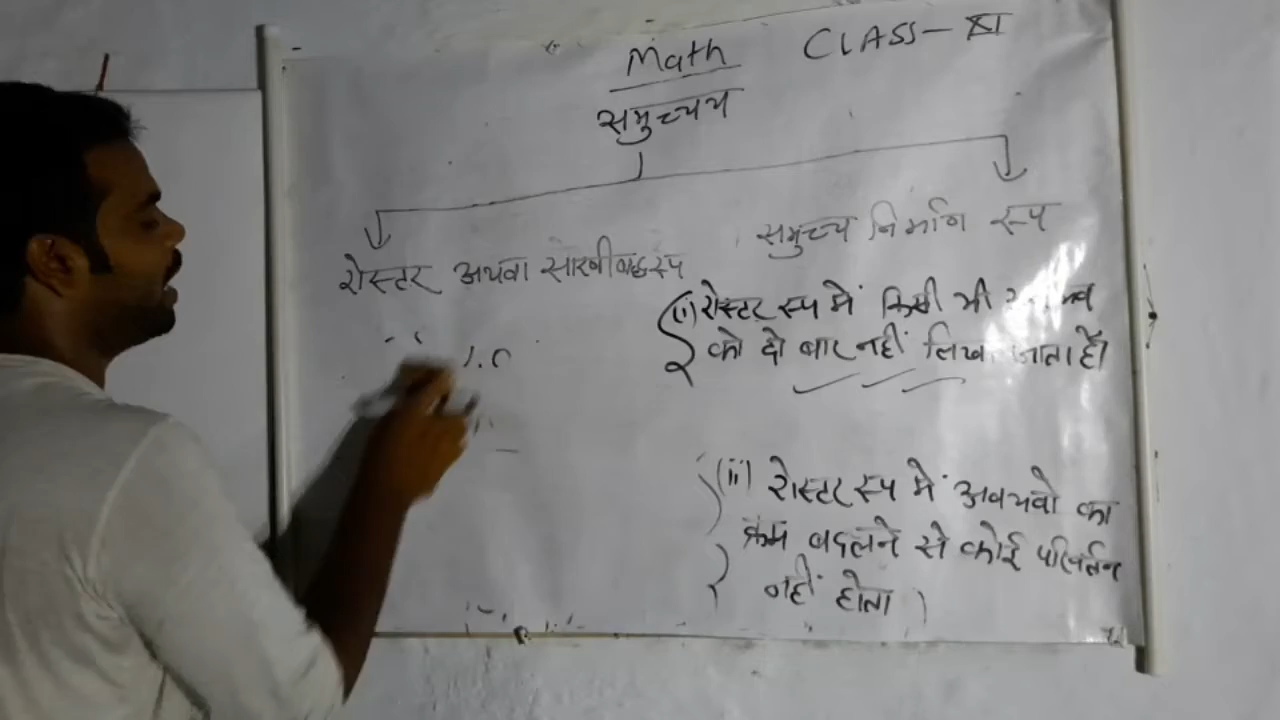 Math CLASS-XI
समुच्चय
रोस्टर अथवा सारणीबद्ध रूप
समुच्च्य निर्माण रूप
(i) रोस्टर रूप में किसी भी
को दो बार नहीं लिखा जाता है।
(ii) रोस्टर रूप में अवयवो का
क्रम बदलने से कोई परिवर्तन
नहीं होता